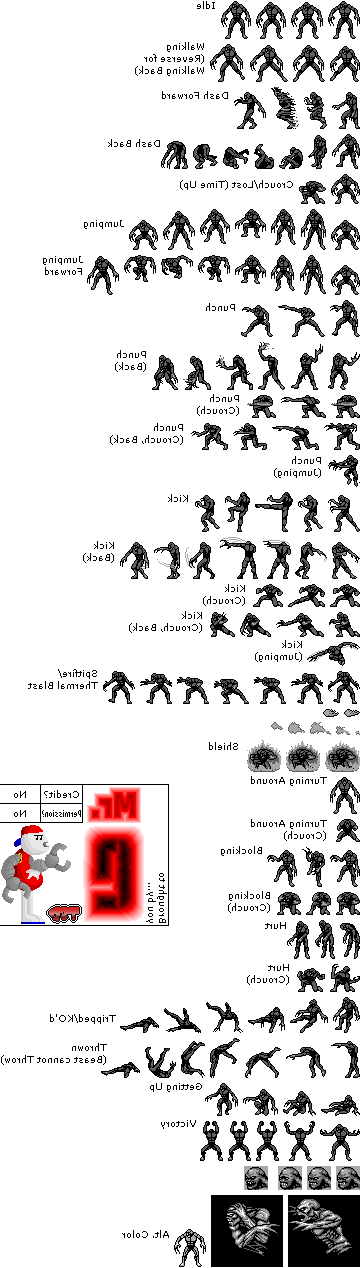 Idle
Walking
(Reverse for
Walking Back)
Dash Forward
Dash Back
Crouch/Lost (Time Up)
Jumping
Jumping
Forward
Punch
Punch
(Back)
Punch
(Crouch)
Punch
(Crouch, Back)
Punch
(Jumping)
Kick
Kick
(Back)
Kick
(Crouch)
Kick
(Crouch, Back)
Kick
(Jumping)
Spitfire/
Thermal Blast
Shield
Turning Around
Turning Around
(Crouch)
Blocking
Blocking
(Crouch)
Hurt
Hurt
(Crouch)
Tripped/KO'd
Thrown
(Beast cannot Throw)
Getting Up
Victory
Alt. Color
Brought to
you by...
Mr.
Credit? No
Permission? No